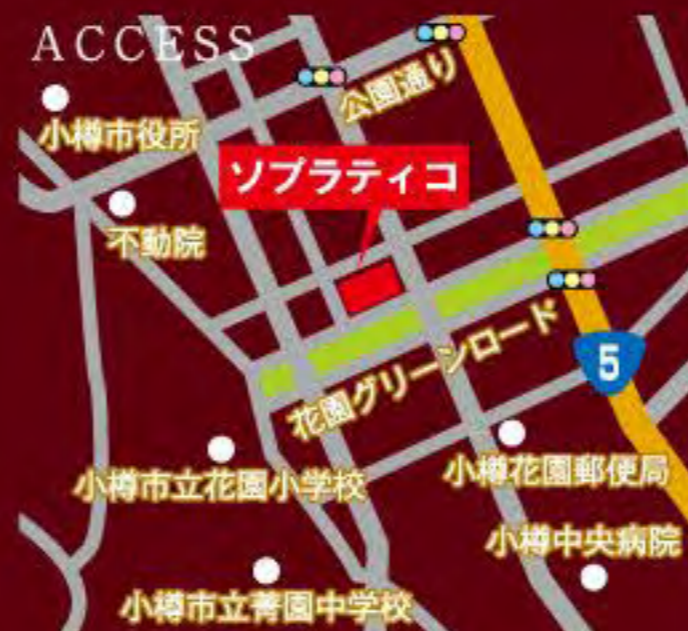 ACCESS
公園通り
小樽市役所
ソプラティコ
不動院
花園グリーンロード
5
小樽市立花園小学校
小樽花園郵便局
小樽中央病院
小樽市立菁園中学校